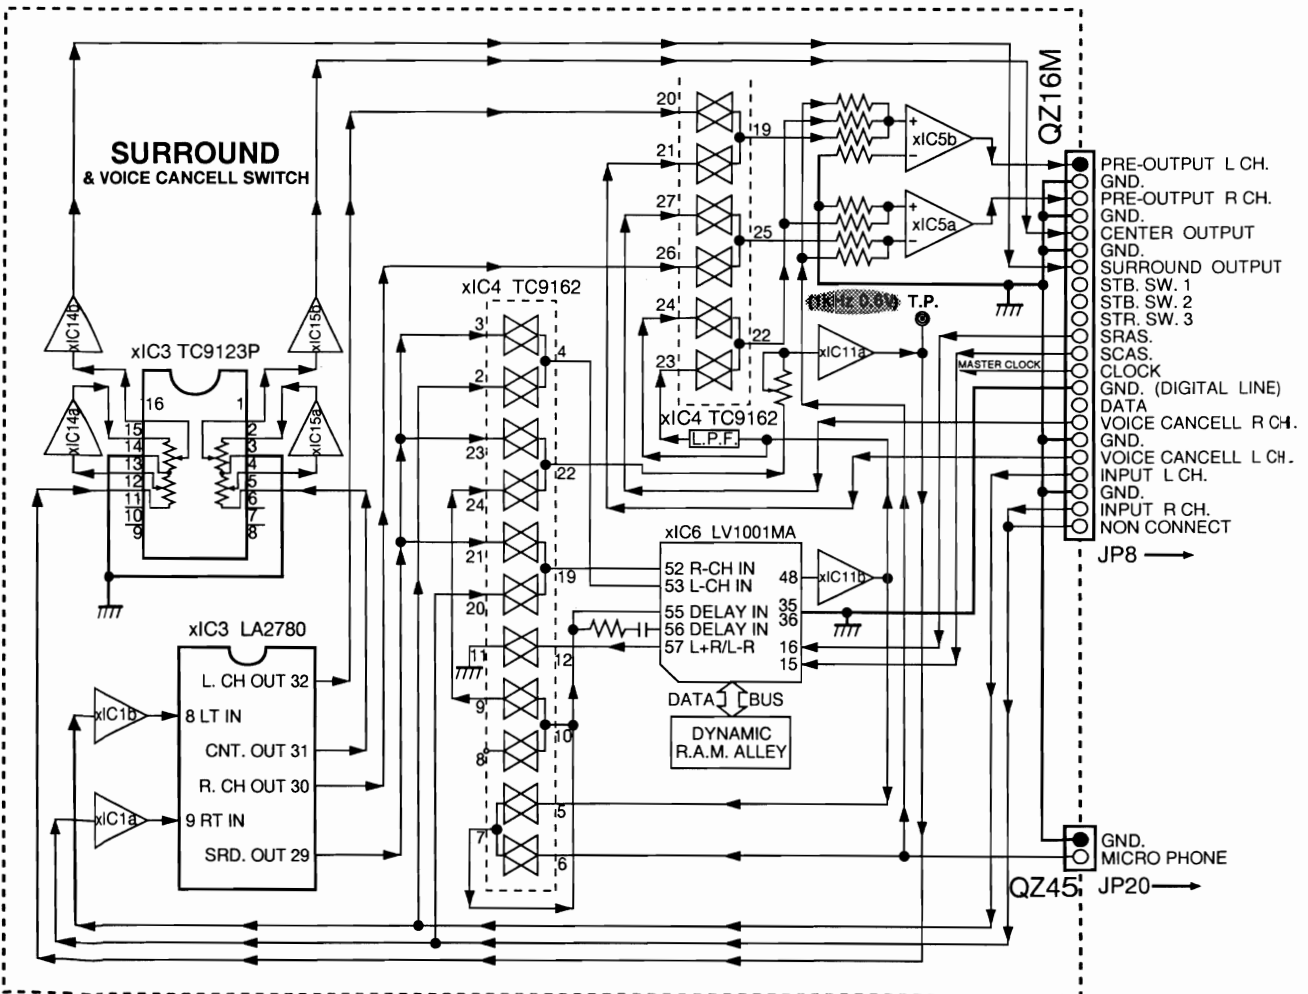 QZ16M
SURROUND
& VOICE CANCELL SWITCH
20
19
21
27
25
26
24
22
23
xIC5b
+
−
xIC5a
+
−
PRE-OUTPUT L CH.
GND.
PRE-OUTPUT R CH.
GND.
CENTER OUTPUT
GND.
SURROUND OUTPUT
STB. SW. 1
STB. SW. 2
STR. SW. 3
SRAS.
SCAS.
CLOCK
GND. (DIGITAL LINE)
DATA
VOICE CANCELL R CH.
GND.
VOICE CANCELL L CH.
INPUT L CH.
GND.
INPUT R CH.
NON CONNECT
JP8
MASTER CLOCK
(1KHz 0.6V) T.P.
xIC11a
xIC4 TC9162
L.P.F.
xIC4 TC9162
3
4
2
23
22
24
21
19
20
11
12
9
10
8
5
7
6
xIC14b
xIC15b
xIC3 TC9123P
xIC14a
xIC15a
16
1
15
2
14
3
13
4
12
5
11
6
10
7
9
8
xIC6 LV1001MA
52 R-CH IN
53 L-CH IN
55 DELAY IN
56 DELAY IN
57 L+R/L-R
48
35
36
16
15
xIC11b
DATA BUS
DYNAMIC
R.A.M. ALLEY
xIC3 LA2780
L. CH OUT 32
8 LT IN
CNT. OUT 31
R. CH OUT 30
9 RT IN
SRD. OUT 29
xIC1b
xIC1a
GND.
MICRO PHONE
QZ45
JP20